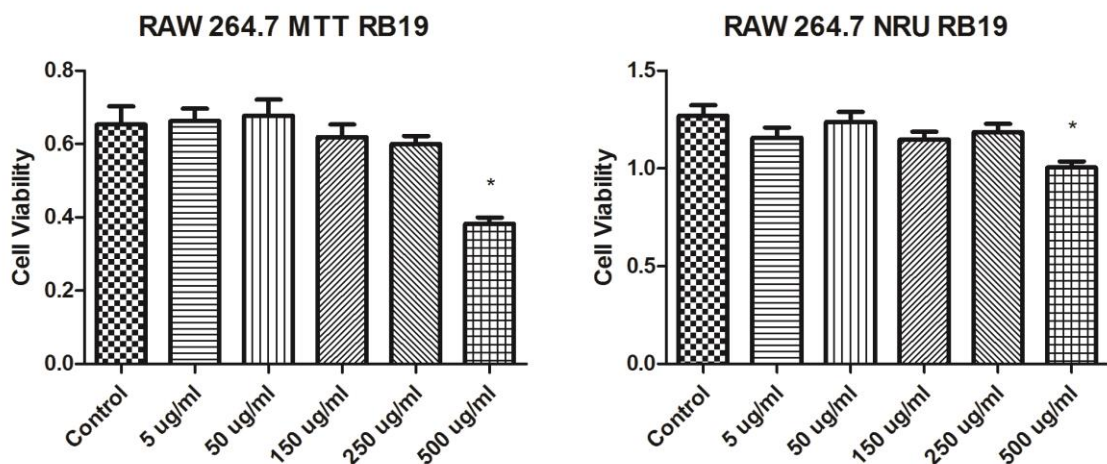 RAW 264.7 MTT RB19
Cell Viability
0.8
0.6
0.4
0.2
0.0
*
Control
5 ug/ml
50 ug/ml
150 ug/ml
250 ug/ml
500 ug/ml
RAW 264.7 NRU RB19
Cell Viability
1.5
1.0
0.5
0.0
*
Control
5 ug/ml
50 ug/ml
150 ug/ml
250 ug/ml
500 ug/ml